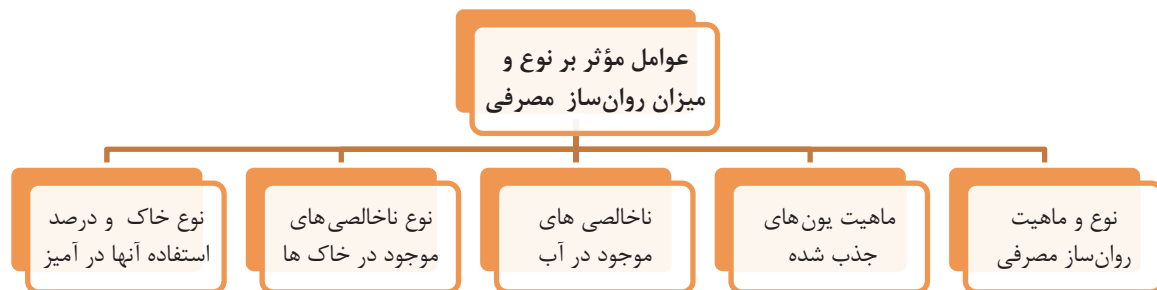 عوامل مؤثر بر نوع و
میزان روان‌ساز مصرفی
نوع و ماهیت
روان‌ساز مصرفی
ماهیت یون‌های
جذب شده
ناخالصی های
موجود در آب
نوع ناخالصی‌های
موجود در خاک ها
نوع خاک و درصد
استفاده آنها در آمیز